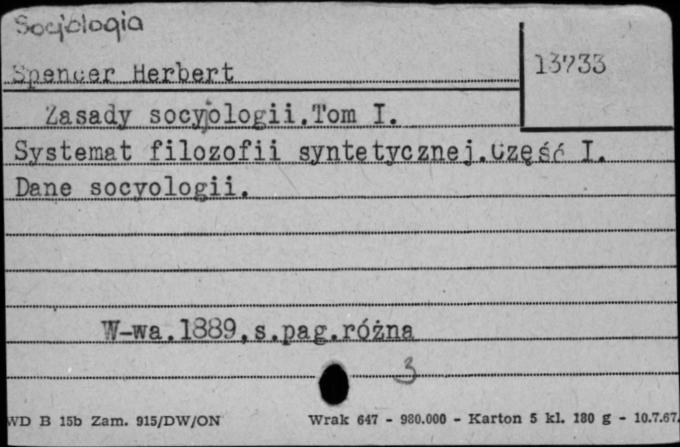 Socjologia
Spencer Herbert
13733
Zasady socyjologii.Tom I.
Systemat filozofii syntetycznej.Część I.
Dane socyologii.
W-wa.1889.s.pag.różna
3
WD B 15b Zam. 915/DW/ON Wrak 647 - 980.000 - Karton 5 kl. 180 g - 10.7.67.